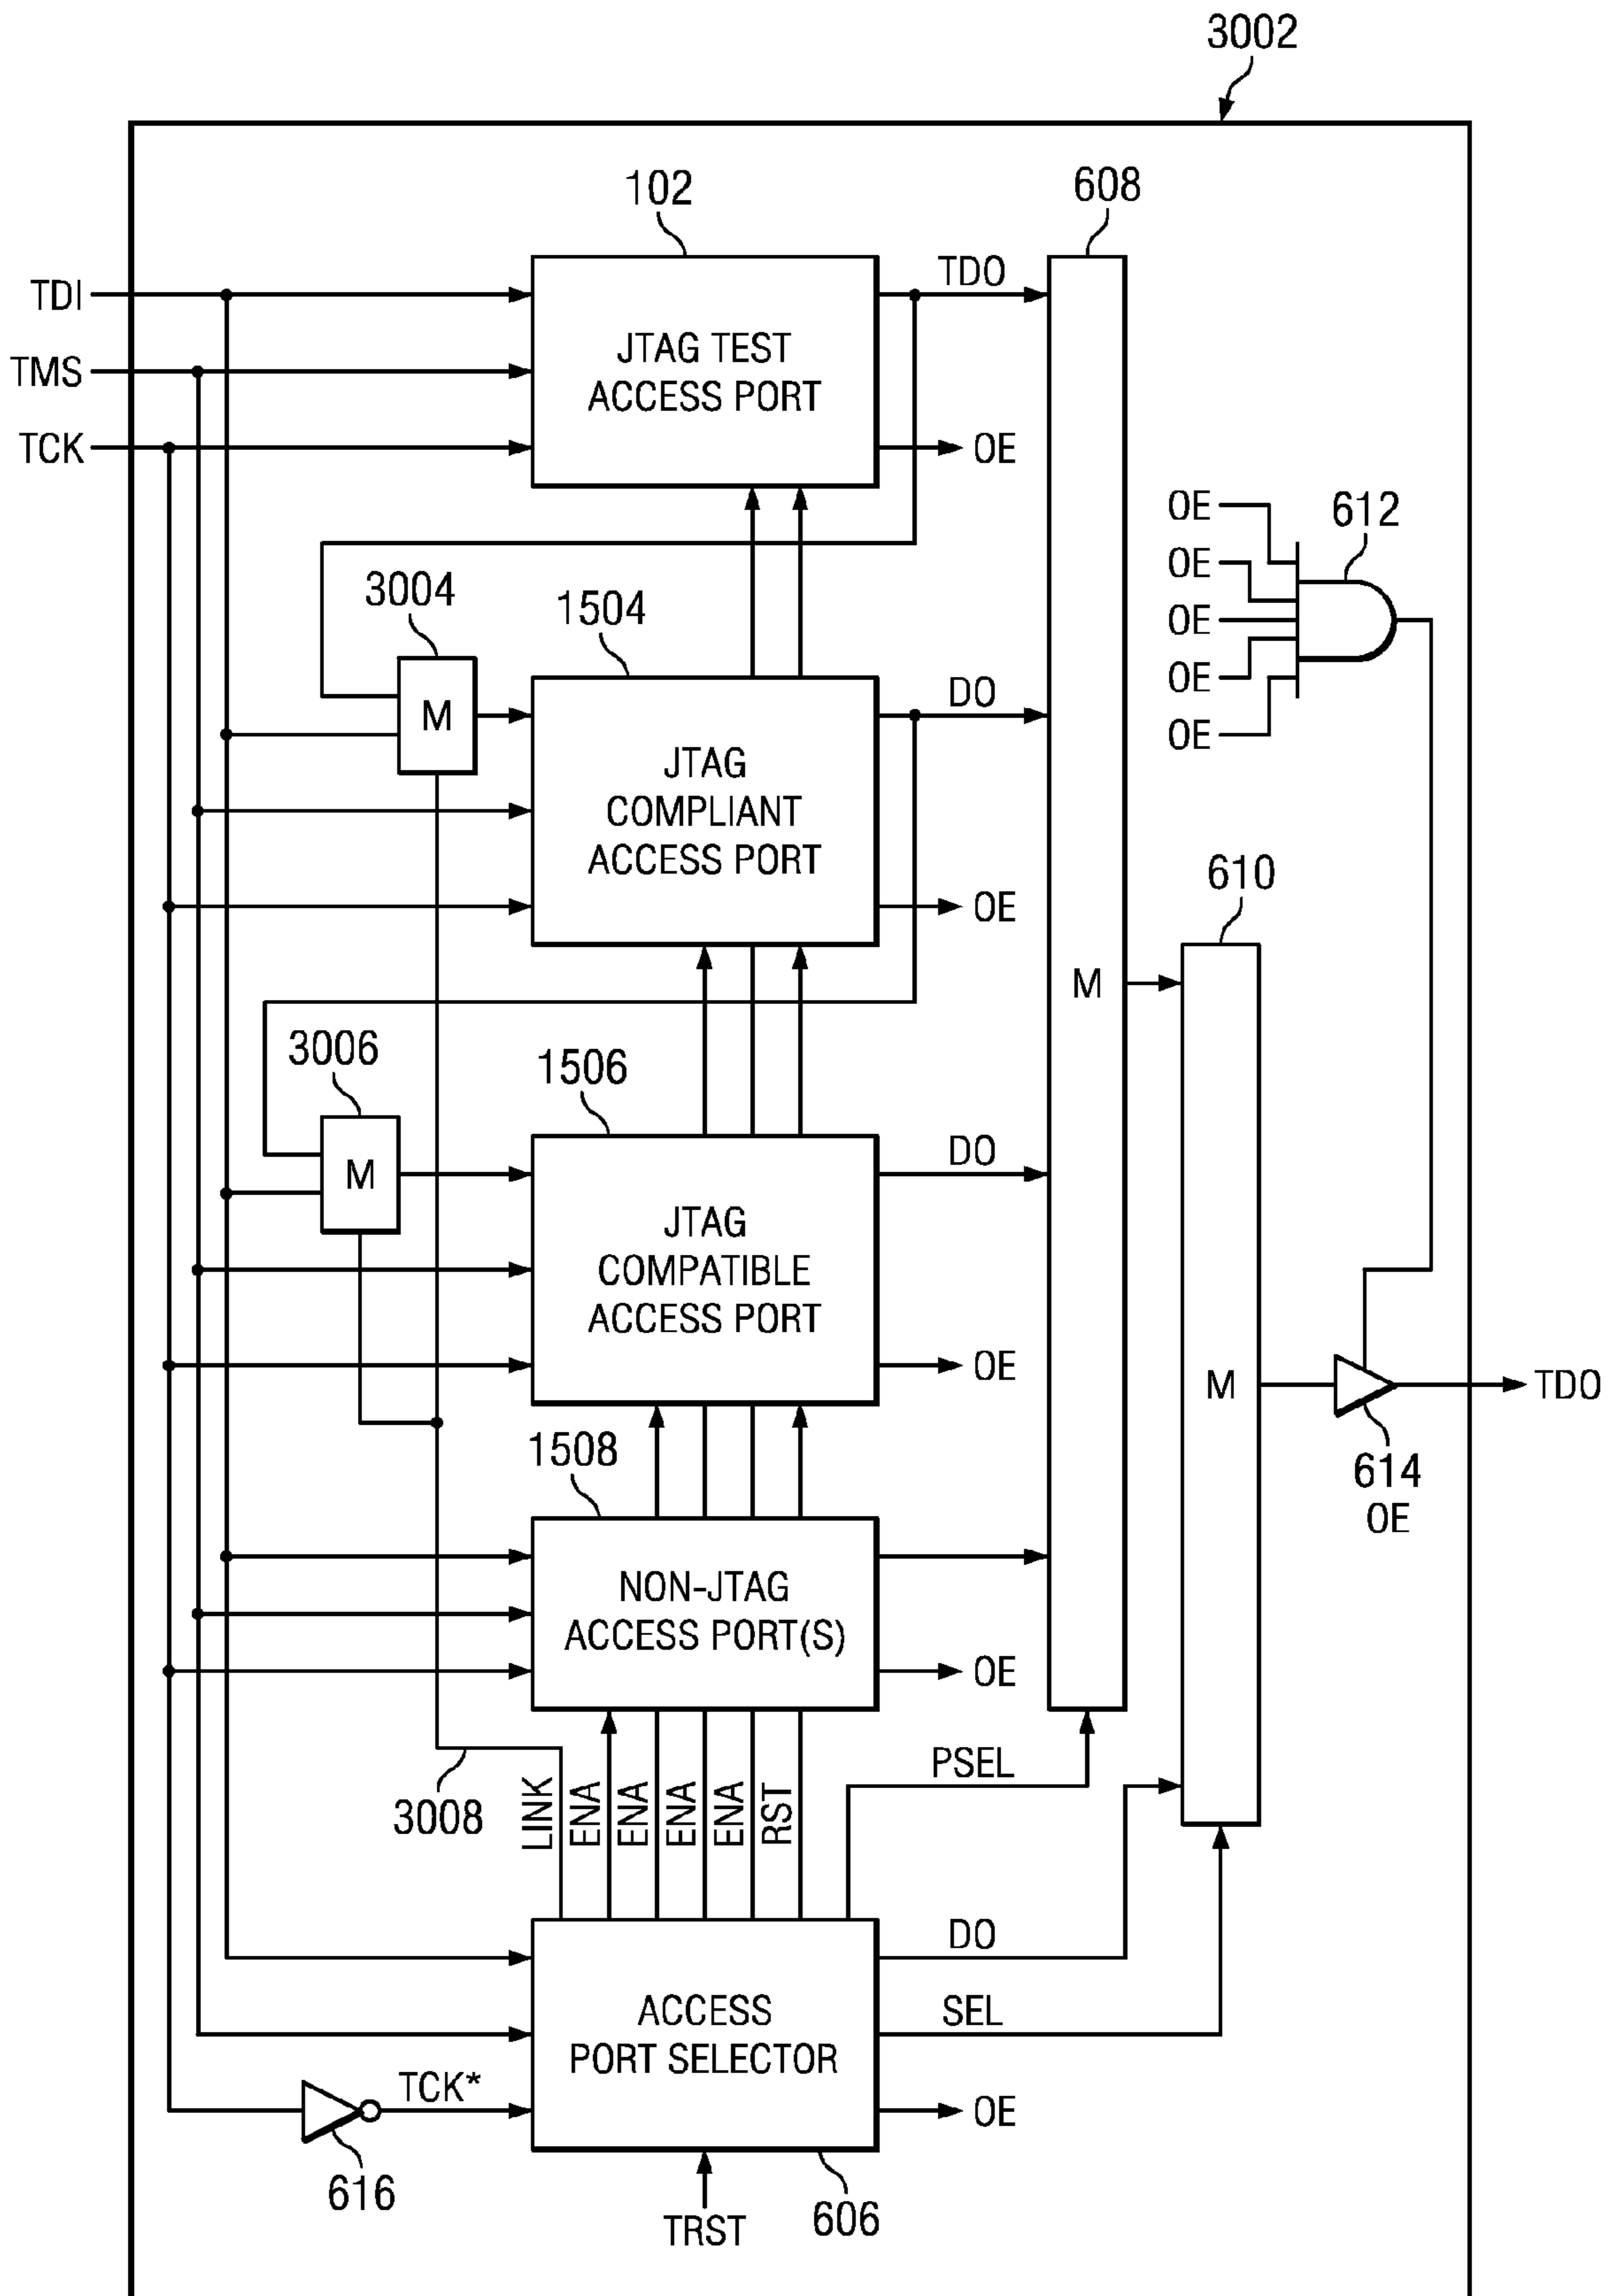 3002
102
608
TDI
TDO
JTAG TEST
ACCESS PORT
TMS
TCK
OE
OE
612
OE
OE
OE
OE
3004
1504
M
DO
JTAG
COMPLIANT
ACCESS PORT
OE
610
M
3006
1506
M
DO
JTAG
COMPATIBLE
ACCESS PORT
OE
M
TDO
614
OE
1508
NON-JTAG
ACCESS PORT(S)
OE
3008
LINK
ENA
ENA
ENA
ENA
RST
PSEL
DO
ACCESS
PORT SELECTOR
SEL
TCK*
OE
616
TRST
606